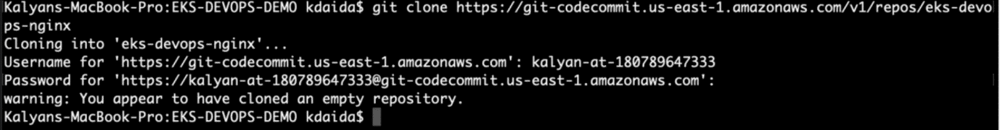 Kalyans-MacBook-Pro:EKS-DEVOPS-DEMO kdaida$ git clone https://git-codecommit.us-east-1.amazonaws.com/v1/repos/eks-devo
ps-nginx
Cloning into 'eks-devops-nginx'...
Username for 'https://git-codecommit.us-east-1.amazonaws.com': kalyan-at-180789647333
Password for 'https://kalyan-at-180789647333@git-codecommit.us-east-1.amazonaws.com':
warning: You appear to have cloned an empty repository.
Kalyans-MacBook-Pro:EKS-DEVOPS-DEMO kdaida$